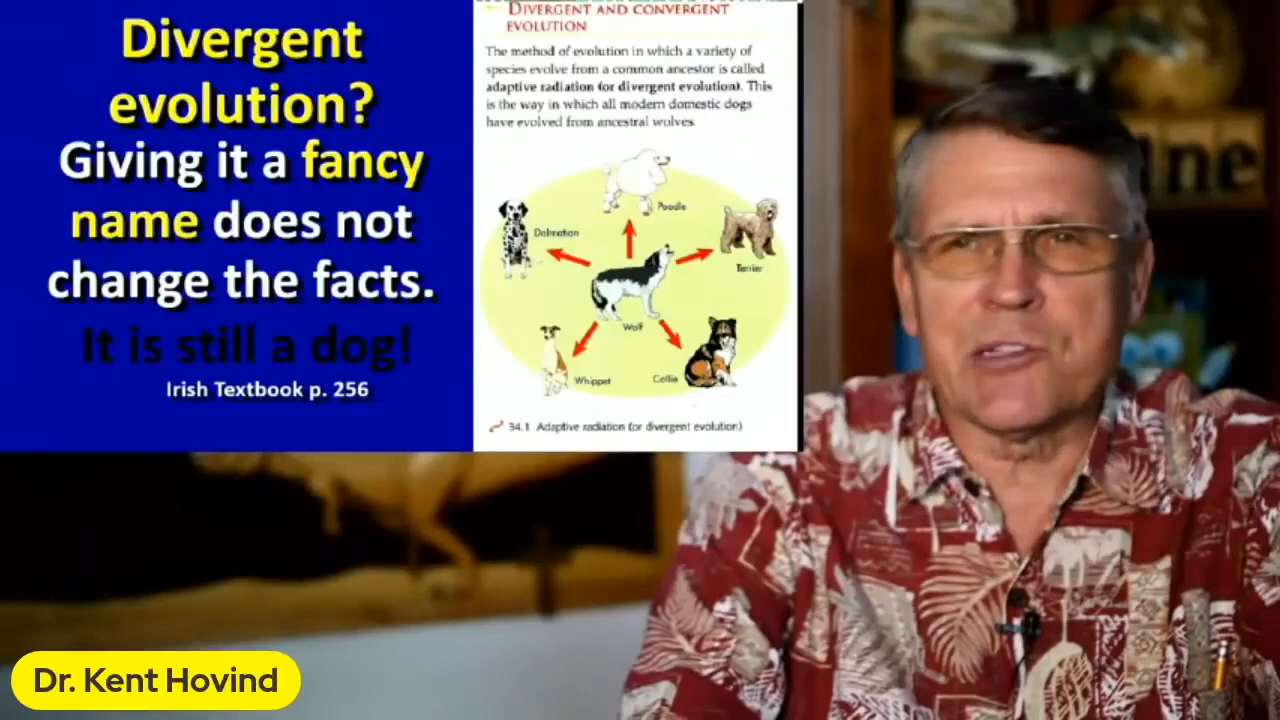 Divergent
evolution?
Giving it a fancy
name does not
change the facts.
It is still a dog!
Irish Textbook p. 256
DIVERGENT AND CONVERGENT
EVOLUTION
The method of evolution in which a variety of
species evolve from a common ancestor is called
adaptive radiation (or divergent evolution). This
is the way in which all modern domestic dogs
have evolved from ancestral wolves.
Poodle
Dalmatian
Terrier
Wolf
Whippet
Collie
34.1 Adaptive radiation (or divergent evolution)
Dr. Kent Hovind